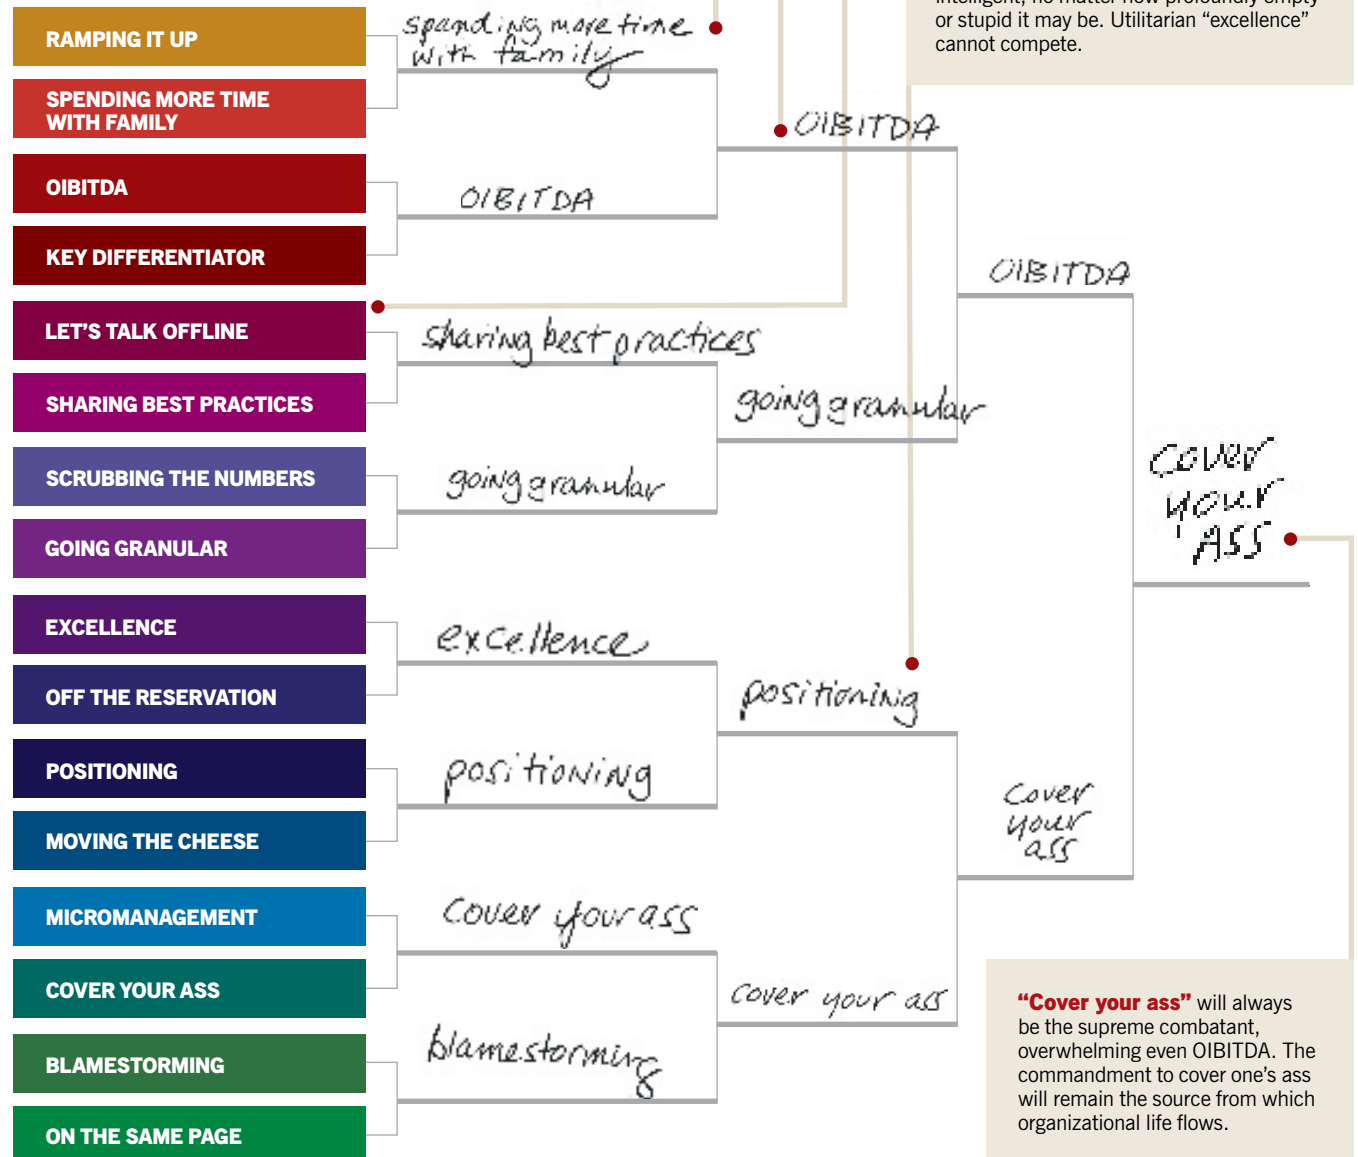 intelligent, no matter how profoundly empty
or stupid it may be. Utilitarian “excellence”
cannot compete.
RAMPING IT UP
SPENDING MORE TIME
WITH FAMILY
OIBITDA
KEY DIFFERENTIATOR
LET'S TALK OFFLINE
SHARING BEST PRACTICES
SCRUBBING THE NUMBERS
GOING GRANULAR
EXCELLENCE
OFF THE RESERVATION
POSITIONING
MOVING THE CHEESE
MICROMANAGEMENT
COVER YOUR ASS
BLAMESTORMING
ON THE SAME PAGE
spending more time
with family
OIBITDA
sharing best practices
going granular
excellence
positioning
cover your ass
blamestorming
OIBITDA
going granular
positioning
cover your ass
OIBITDA
cover
your
ass
cover
your
ASS
“Cover your ass” will always
be the supreme combatant,
overwhelming even OIBITDA. The
commandment to cover one’s ass
will remain the source from which
organizational life flows.